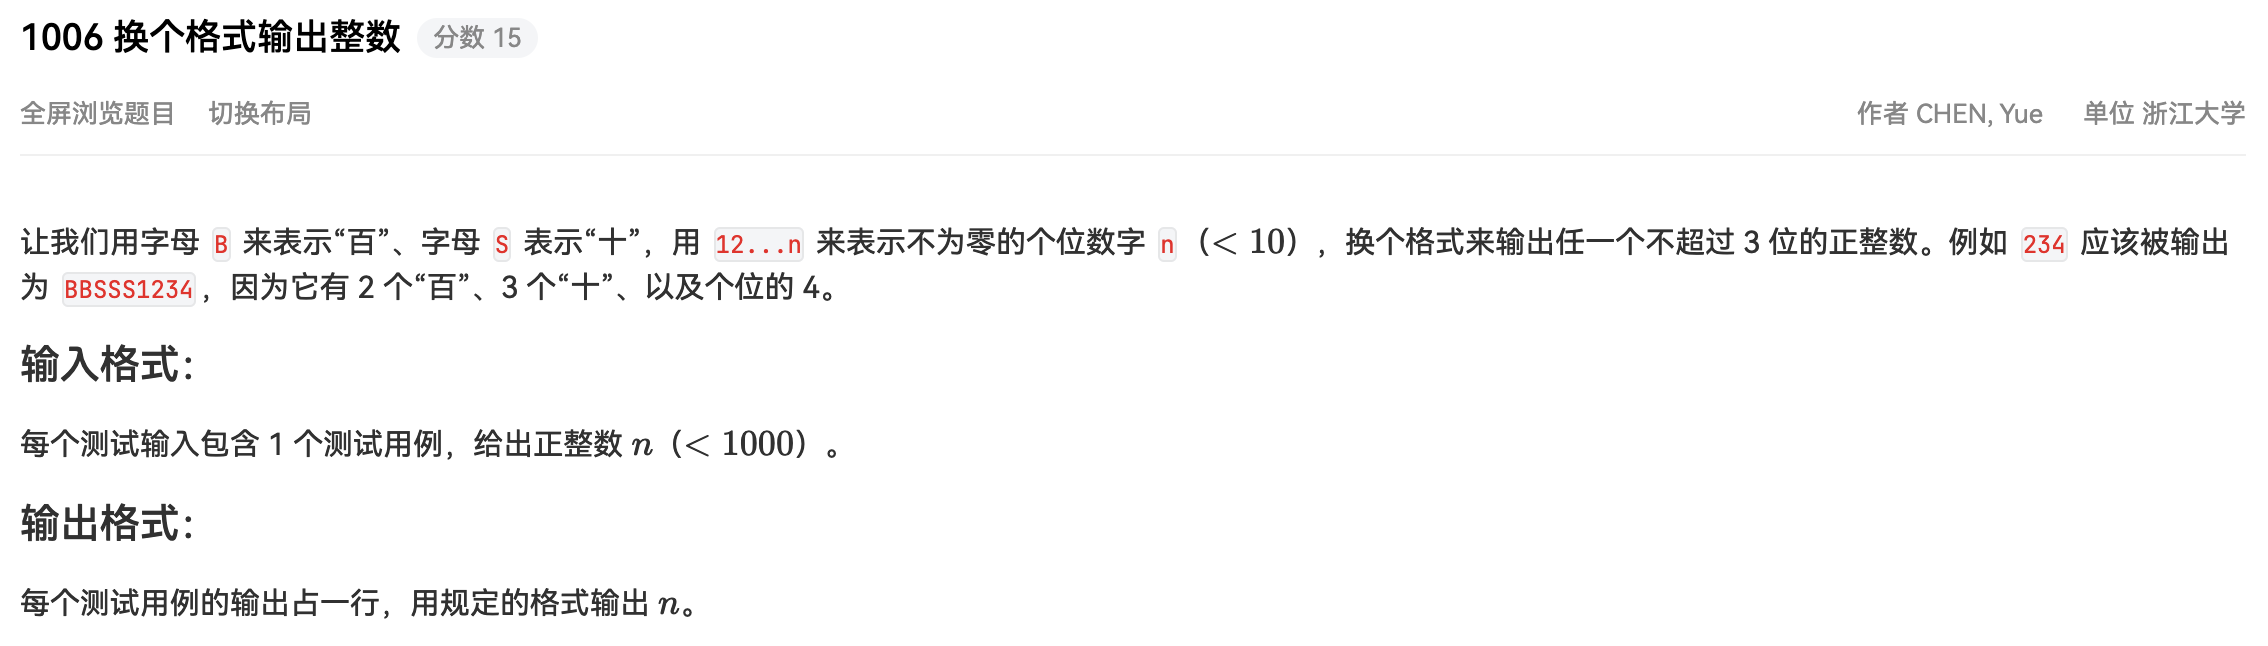 1006 换个格式输出整数 分数 15
全屏浏览题目 切换布局 作者 CHEN, Yue 单位 浙江大学
让我们用字母 B 来表示“百”、字母 S 表示“十”，用 12...n 来表示不为零的个位数字 n（< 10），换个格式来输出任一个不超过 3 位的正整数。例如 234 应该被输出
为 BBSSS1234，因为它有 2 个“百”、3 个“十”、以及个位的 4。
输入格式：
每个测试输入包含 1 个测试用例，给出正整数 n（< 1000）。
输出格式：
每个测试用例的输出占一行，用规定的格式输出 n。